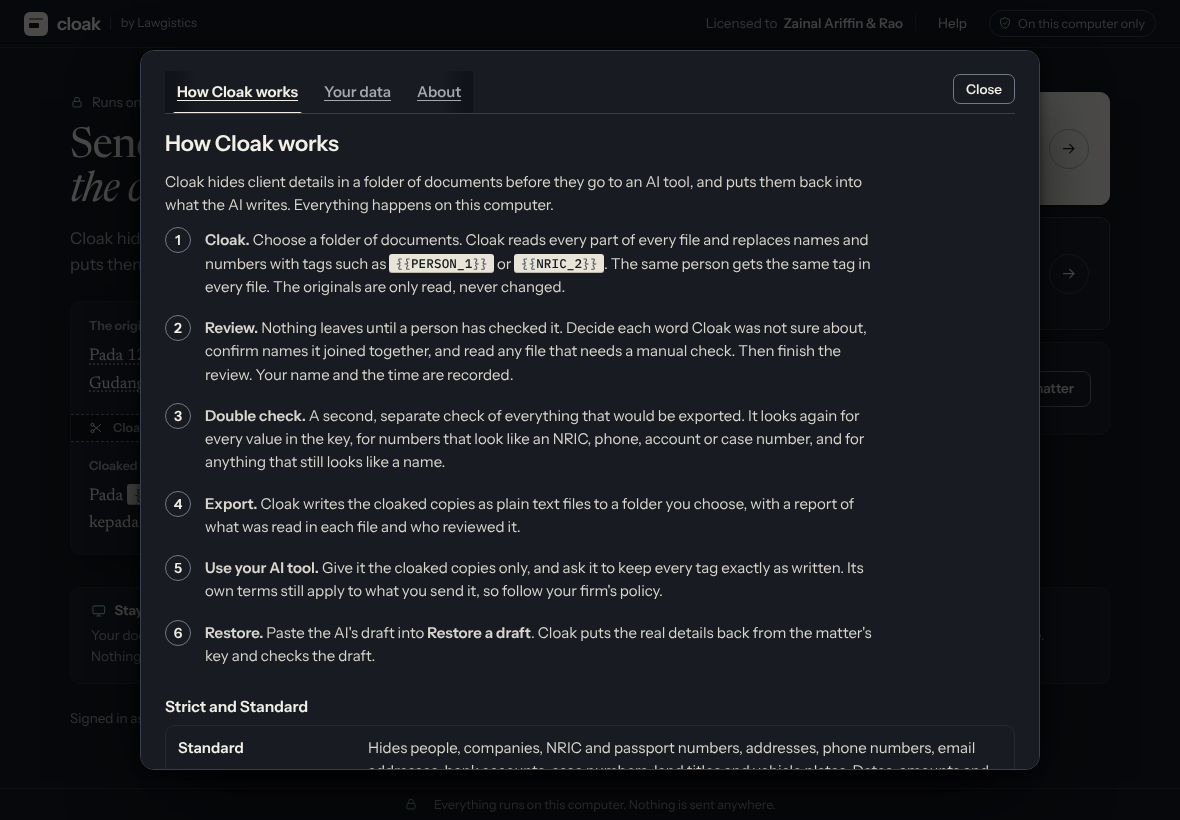 cloak
by Lawgistics
Licensed to Zainal Ariffin & Rao
Help
On this computer only
How Cloak works
Your data
About
Close
How Cloak works
Cloak hides client details in a folder of documents before they go to an AI tool, and puts them back into
what the AI writes. Everything happens on this computer.
1
Cloak. Choose a folder of documents. Cloak reads every part of every file and replaces names and
numbers with tags such as {{PERSON_1}} or {{NRIC_2}}. The same person gets the same tag in
every file. The originals are only read, never changed.
2
Review. Nothing leaves until a person has checked it. Decide each word Cloak was not sure about,
confirm names it joined together, and read any file that needs a manual check. Then finish the
review. Your name and the time are recorded.
3
Double check. A second, separate check of everything that would be exported. It looks again for
every value in the key, for numbers that look like an NRIC, phone, account or case number, and for
anything that still looks like a name.
4
Export. Cloak writes the cloaked copies as plain text files to a folder you choose, with a report of
what was read in each file and who reviewed it.
5
Use your AI tool. Give it the cloaked copies only, and ask it to keep every tag exactly as written. Its
own terms still apply to what you send it, so follow your firm's policy.
6
Restore. Paste the AI's draft into Restore a draft. Cloak puts the real details back from the matter's
key and checks the draft.
Strict and Standard
Standard
Hides people, companies, NRIC and passport numbers, addresses, phone numbers, email
Runs
the
Cloak
puts
The
Pada
Gudang
Cloaked
Pada
kepada
Your
Nothing
Signed in
Everything runs on this computer. Nothing is sent anywhere.